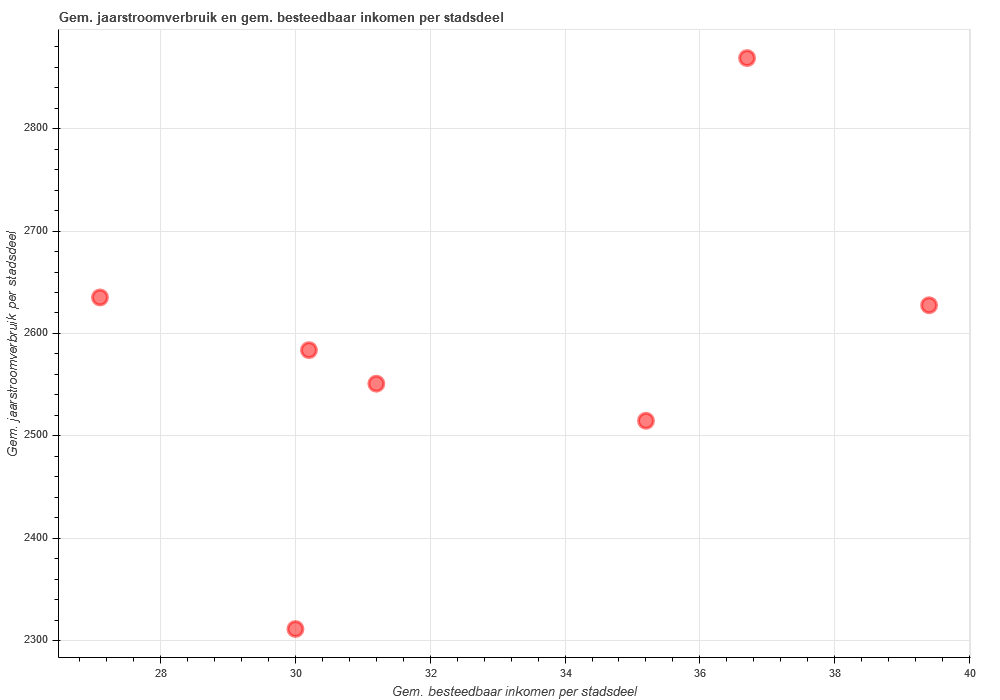 Gem. jaarstroomverbruik en gem. besteedbaar inkomen per stadsdeel
2800
2700
2600
2500
2400
2300
Gem. jaarstroomverbruik per stadsdeel
28 30 32 34 36 38 40
Gem. besteedbaar inkomen per stadsdeel